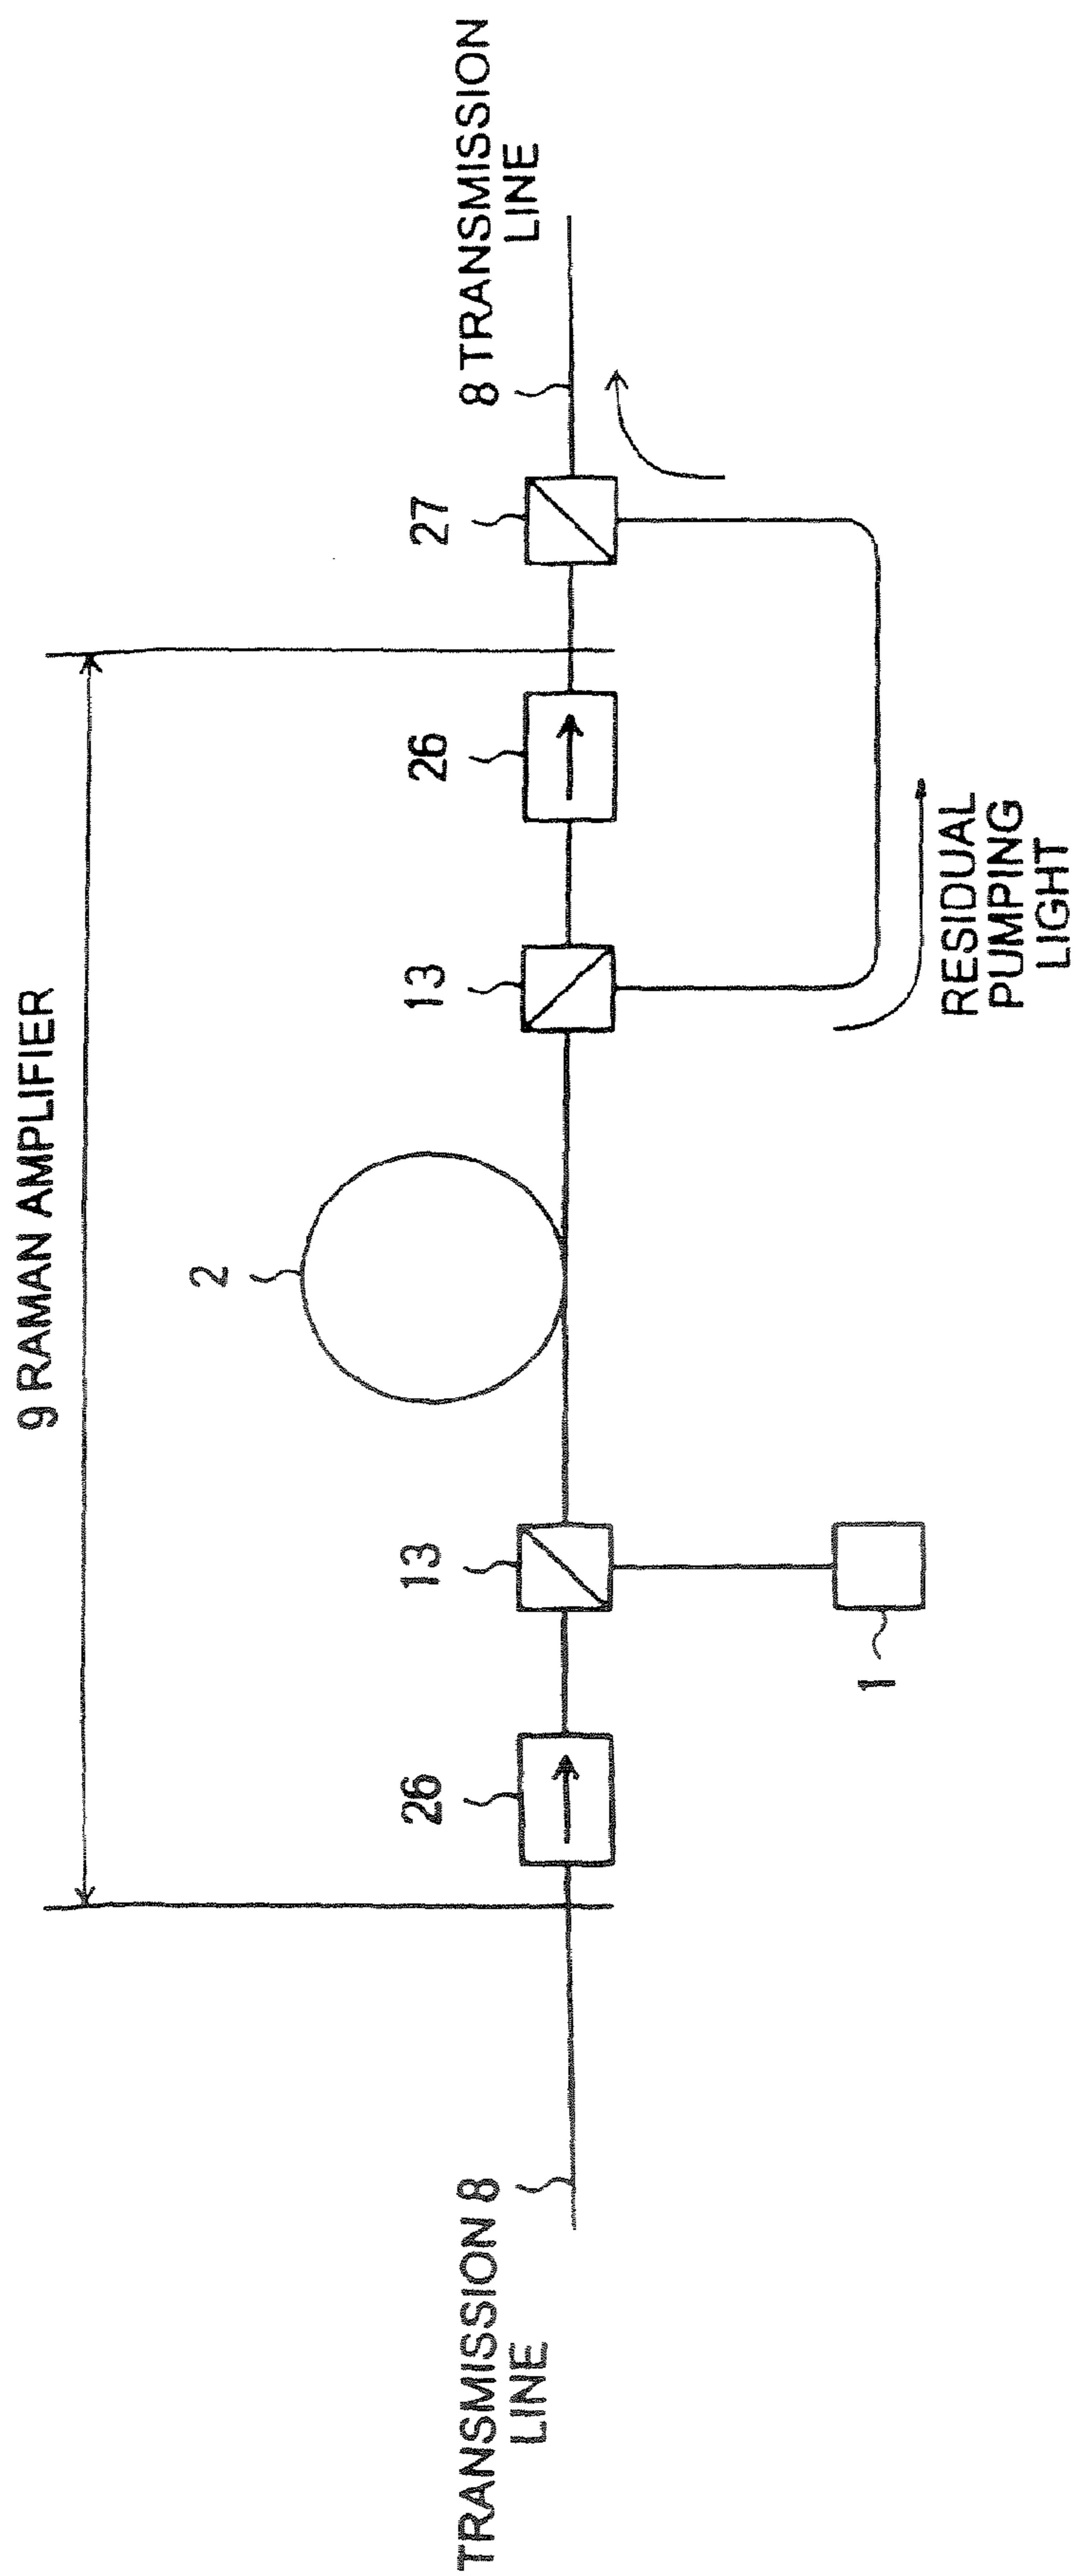 9 RAMAN AMPLIFIER
2
TRANSMISSION 8
LINE
26
13
13
26
27
8 TRANSMISSION
LINE
1
RESIDUAL
PUMPING
LIGHT